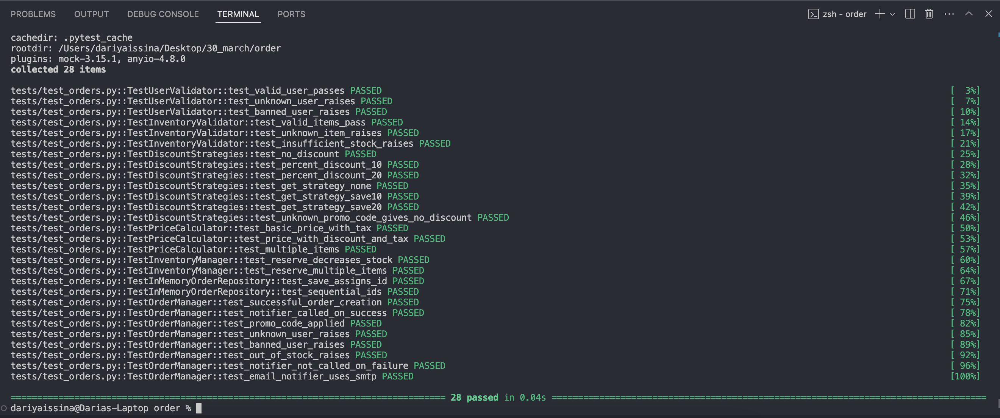 PROBLEMS OUTPUT DEBUG CONSOLE TERMINAL PORTS zsh - order
cachedir: .pytest_cache
rootdir: /Users/dariyaissina/Desktop/30_march/order
plugins: mock-3.15.1, anyio-4.8.0
collected 28 items
tests/test_orders.py::TestUserValidator::test_valid_user_passes PASSED [  3%]
tests/test_orders.py::TestUserValidator::test_unknown_user_raises PASSED [  7%]
tests/test_orders.py::TestUserValidator::test_banned_user_raises PASSED [ 10%]
tests/test_orders.py::TestInventoryValidator::test_valid_items_pass PASSED [ 14%]
tests/test_orders.py::TestInventoryValidator::test_unknown_item_raises PASSED [ 17%]
tests/test_orders.py::TestInventoryValidator::test_insufficient_stock_raises PASSED [ 21%]
tests/test_orders.py::TestDiscountStrategies::test_no_discount PASSED [ 25%]
tests/test_orders.py::TestDiscountStrategies::test_percent_discount_10 PASSED [ 28%]
tests/test_orders.py::TestDiscountStrategies::test_percent_discount_20 PASSED [ 32%]
tests/test_orders.py::TestDiscountStrategies::test_get_strategy_none PASSED [ 35%]
tests/test_orders.py::TestDiscountStrategies::test_get_strategy_save10 PASSED [ 39%]
tests/test_orders.py::TestDiscountStrategies::test_get_strategy_save20 PASSED [ 42%]
tests/test_orders.py::TestDiscountStrategies::test_unknown_promo_code_gives_no_discount PASSED [ 46%]
tests/test_orders.py::TestPriceCalculator::test_basic_price_with_tax PASSED [ 50%]
tests/test_orders.py::TestPriceCalculator::test_price_with_discount_and_tax PASSED [ 53%]
tests/test_orders.py::TestPriceCalculator::test_multiple_items PASSED [ 57%]
tests/test_orders.py::TestInventoryManager::test_reserve_decreases_stock PASSED [ 60%]
tests/test_orders.py::TestInventoryManager::test_reserve_multiple_items PASSED [ 64%]
tests/test_orders.py::TestInMemoryOrderRepository::test_save_assigns_id PASSED [ 67%]
tests/test_orders.py::TestInMemoryOrderRepository::test_sequential_ids PASSED [ 71%]
tests/test_orders.py::TestOrderManager::test_successful_order_creation PASSED [ 75%]
tests/test_orders.py::TestOrderManager::test_notifier_called_on_success PASSED [ 78%]
tests/test_orders.py::TestOrderManager::test_promo_code_applied PASSED [ 82%]
tests/test_orders.py::TestOrderManager::test_unknown_user_raises PASSED [ 85%]
tests/test_orders.py::TestOrderManager::test_banned_user_raises PASSED [ 89%]
tests/test_orders.py::TestOrderManager::test_out_of_stock_raises PASSED [ 92%]
tests/test_orders.py::TestOrderManager::test_notifier_not_called_on_failure PASSED [ 96%]
tests/test_orders.py::TestOrderManager::test_email_notifier_uses_smtp PASSED [100%]
================================================================================== 28 passed in 0.04s ==================================================================================
dariyaissina@Darias-Laptop order %